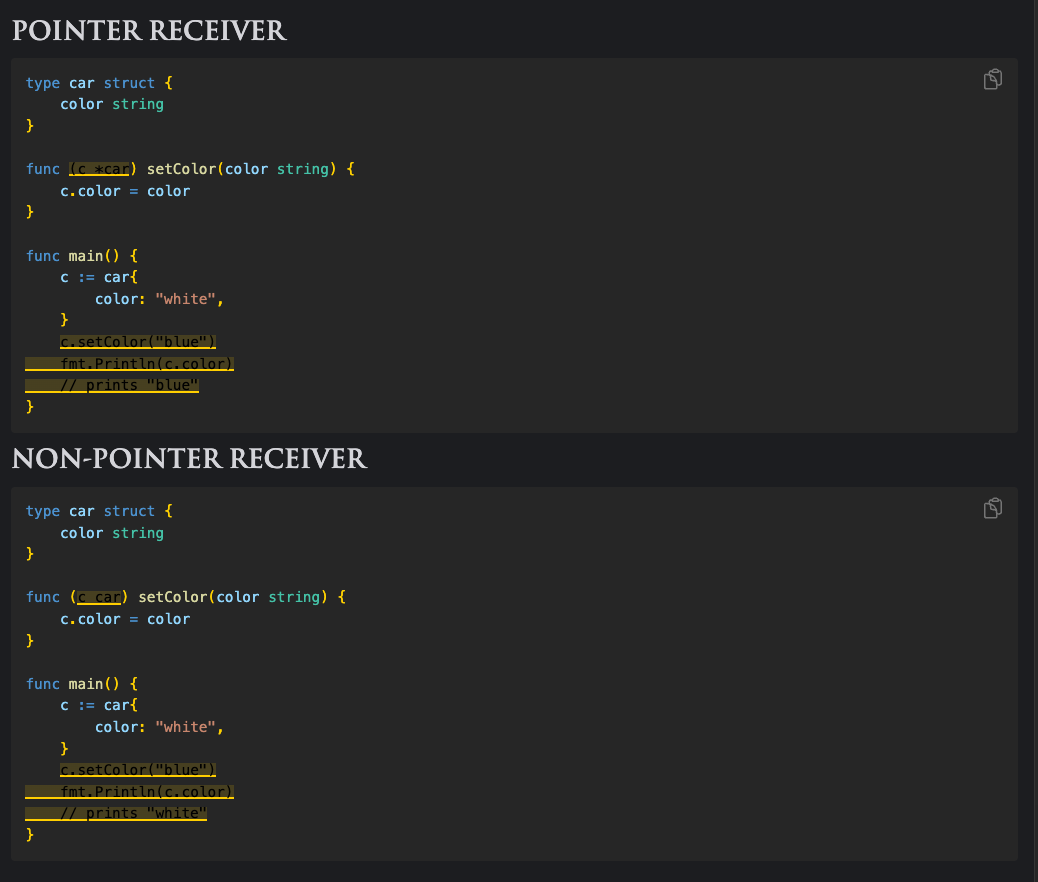 POINTER RECEIVER
type car struct {
    color string
}

func (c *car) setColor(color string) {
    c.color = color
}

func main() {
    c := car{
        color: "white",
    }
    c.setColor("blue")
    fmt.Println(c.color)
    // prints "blue"
}
NON-POINTER RECEIVER
type car struct {
    color string
}

func (c car) setColor(color string) {
    c.color = color
}

func main() {
    c := car{
        color: "white",
    }
    c.setColor("blue")
    fmt.Println(c.color)
    // prints "white"
}